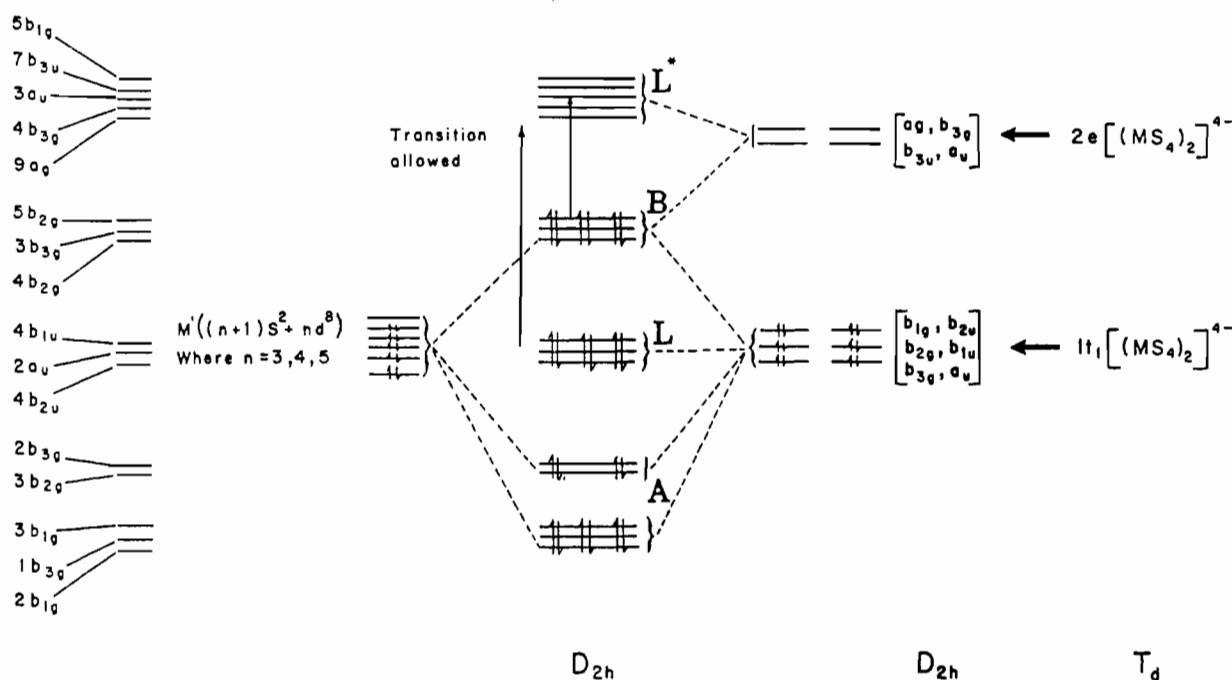 5b₁g
7b₃ᵤ
3aᵤ
4b₃g
9ag
5b₂g
3b₃g
4b₂g
4b₁ᵤ
2aᵤ
4b₂ᵤ
2b₃g
3b₂g
3b₁g
1b₃g
2b₁g
M'((n+1)S²+ nd⁸)
Where n = 3,4,5
Transition
allowed
L*
B
L
A
[ag, b₃g
b₃ᵤ, aᵤ]
2e[(MS₄)₂]⁴⁻
[b₁g, b₂ᵤ
b₂g, b₁ᵤ
b₃g, aᵤ]
1t₁[(MS₄)₂]⁴⁻
D₂h
D₂h
T_d